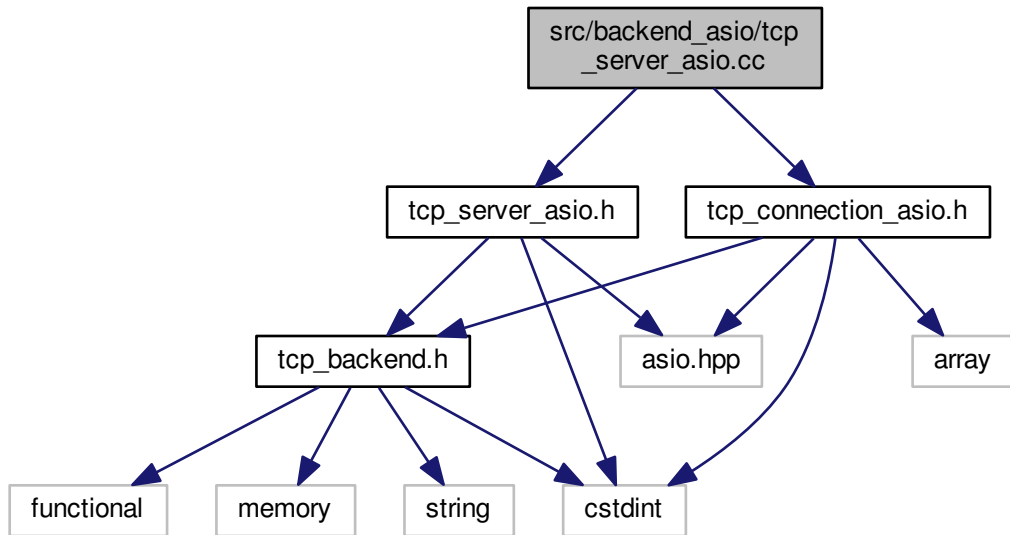 src/backend_asio/tcp
_server_asio.cc
tcp_server_asio.h
tcp_connection_asio.h
tcp_backend.h
asio.hpp
array
functional
memory
string
cstdint